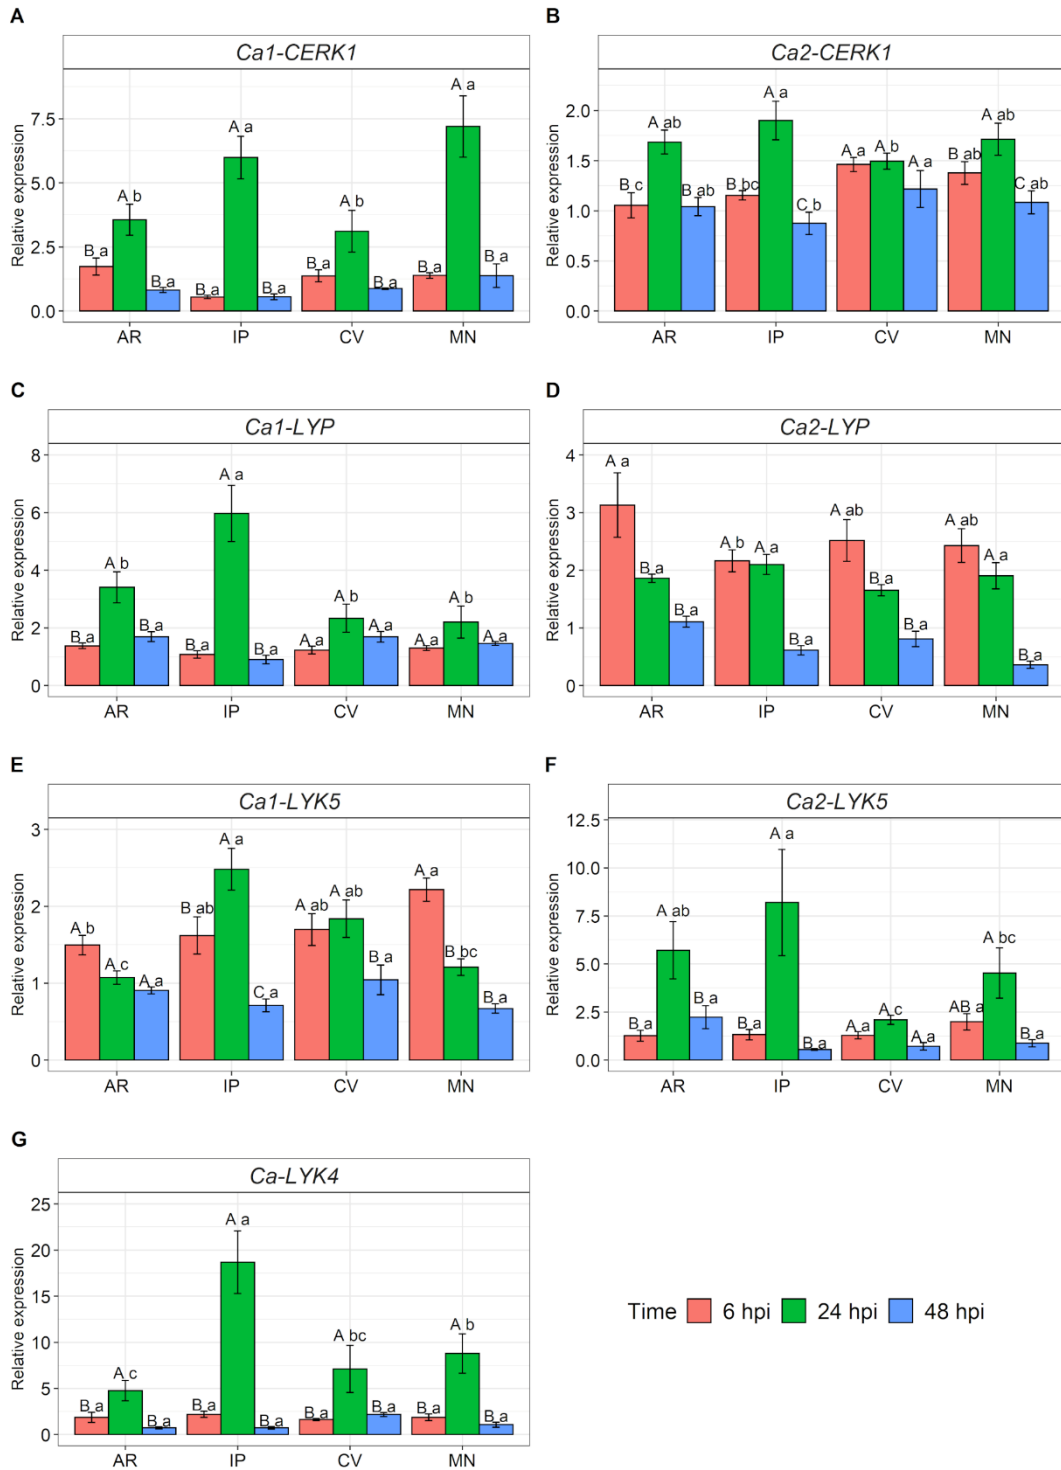 A
B
Ca1-CERK1
Ca2-CERK1
Relative expression
7.5
5.0
2.5
0.0
B a
A b
B a
B a
A a
B a
B a
A b
B a
B a
A a
B a
AR
IP
CV
MN
Relative expression
2.0
1.5
1.0
0.5
0.0
B c
A ab
B ab
B bc
A a
C b
A a
A b
A a
B ab
A a
C ab
AR
IP
CV
MN
C
D
Ca1-LYP
Ca2-LYP
Relative expression
8
6
4
2
0
B a
A b
B a
B a
A a
B a
A a
A b
A a
A a
A b
A a
AR
IP
CV
MN
Relative expression
4
3
2
1
0
A a
B a
B a
A b
A a
B a
A ab
B a
B a
A ab
A a
B a
AR
IP
CV
MN
E
F
Ca1-LYK5
Ca2-LYK5
Relative expression
3
2
1
0
A b
A c
A a
B ab
A a
C a
A ab
A ab
B a
A a
B bc
B a
AR
IP
CV
MN
Relative expression
12.5
10.0
7.5
5.0
2.5
0.0
B a
A ab
B a
B a
A a
B a
A a
A c
A a
AB a
A bc
B a
AR
IP
CV
MN
G
Ca-LYK4
Relative expression
25
20
15
10
5
0
B a
A c
B a
B a
A a
B a
B a
A bc
B a
B a
A b
B a
AR
IP
CV
MN
Time 6 hpi 24 hpi 48 hpi